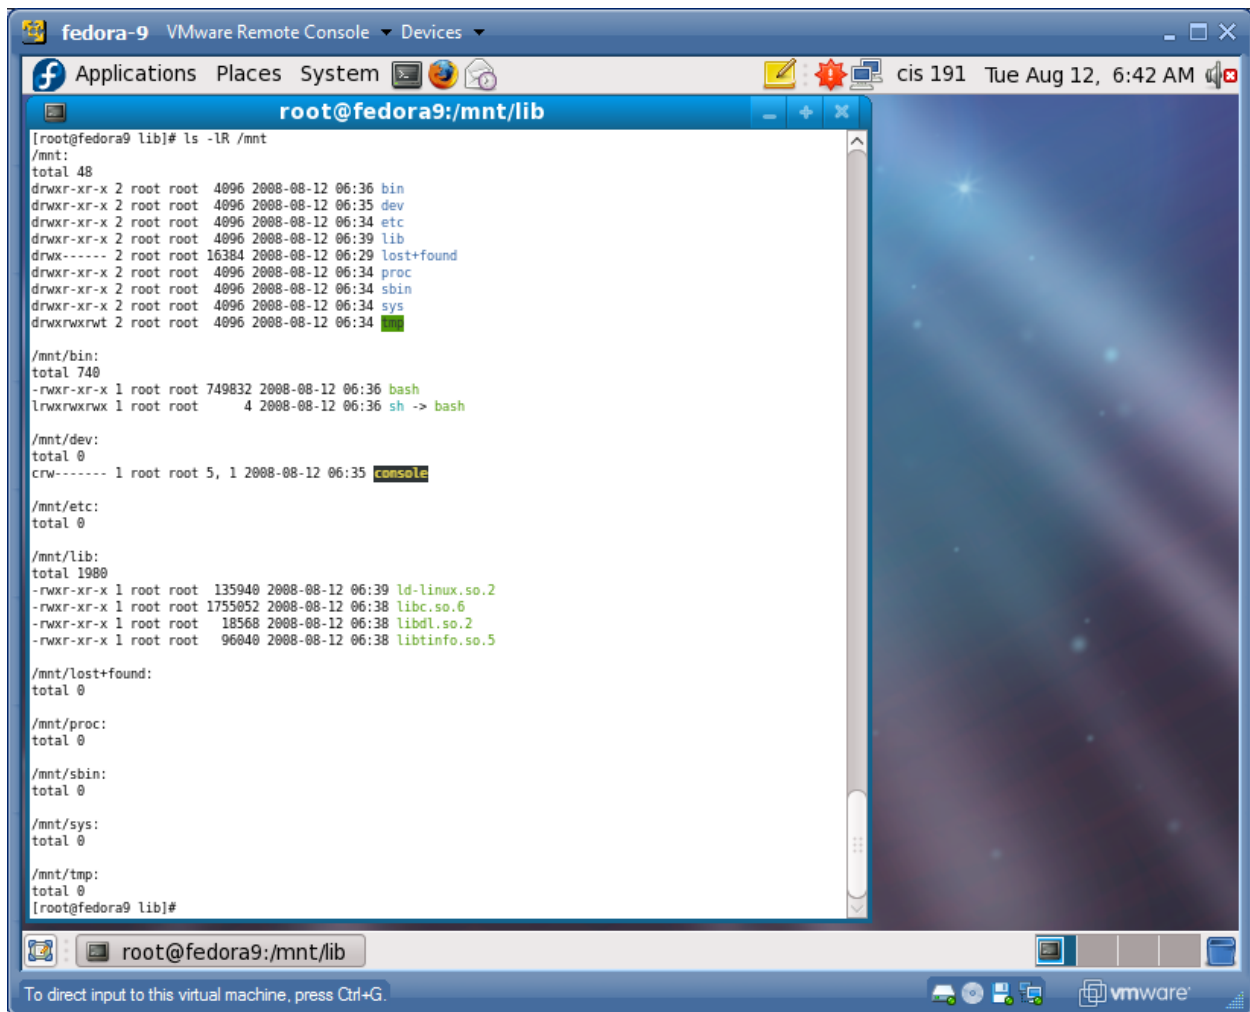 fedora-9 VMware Remote Console Devices
Applications Places System cis 191 Tue Aug 12, 6:42 AM
root@fedora9:/mnt/lib
[root@fedora9 lib]# ls -lR /mnt
/mnt:
total 48
drwxr-xr-x 2 root root  4096 2008-08-12 06:36 bin
drwxr-xr-x 2 root root  4096 2008-08-12 06:35 dev
drwxr-xr-x 2 root root  4096 2008-08-12 06:34 etc
drwxr-xr-x 2 root root  4096 2008-08-12 06:39 lib
drwx------ 2 root root 16384 2008-08-12 06:29 lost+found
drwxr-xr-x 2 root root  4096 2008-08-12 06:34 proc
drwxr-xr-x 2 root root  4096 2008-08-12 06:34 sbin
drwxr-xr-x 2 root root  4096 2008-08-12 06:34 sys
drwxrwxrwt 2 root root  4096 2008-08-12 06:34 tmp
/mnt/bin:
total 740
-rwxr-xr-x 1 root root 749832 2008-08-12 06:36 bash
lrwxrwxrwx 1 root root      4 2008-08-12 06:36 sh -> bash
/mnt/dev:
total 0
crw------- 1 root root 5, 1 2008-08-12 06:35 console
/mnt/etc:
total 0
/mnt/lib:
total 1980
-rwxr-xr-x 1 root root  135940 2008-08-12 06:39 ld-linux.so.2
-rwxr-xr-x 1 root root 1755052 2008-08-12 06:38 libc.so.6
-rwxr-xr-x 1 root root   18568 2008-08-12 06:38 libdl.so.2
-rwxr-xr-x 1 root root   96040 2008-08-12 06:38 libtinfo.so.5
/mnt/lost+found:
total 0
/mnt/proc:
total 0
/mnt/sbin:
total 0
/mnt/sys:
total 0
/mnt/tmp:
total 0
[root@fedora9 lib]#
root@fedora9:/mnt/lib
To direct input to this virtual machine, press Ctrl+G.
vmware